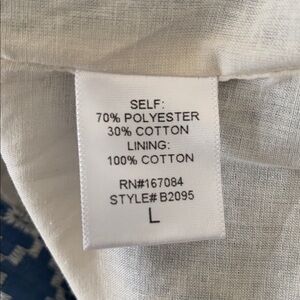 SELF:
70% POLYESTER
30% COTTON
LINING:
100% COTTON
RN#167084
STYLE# B2095
L